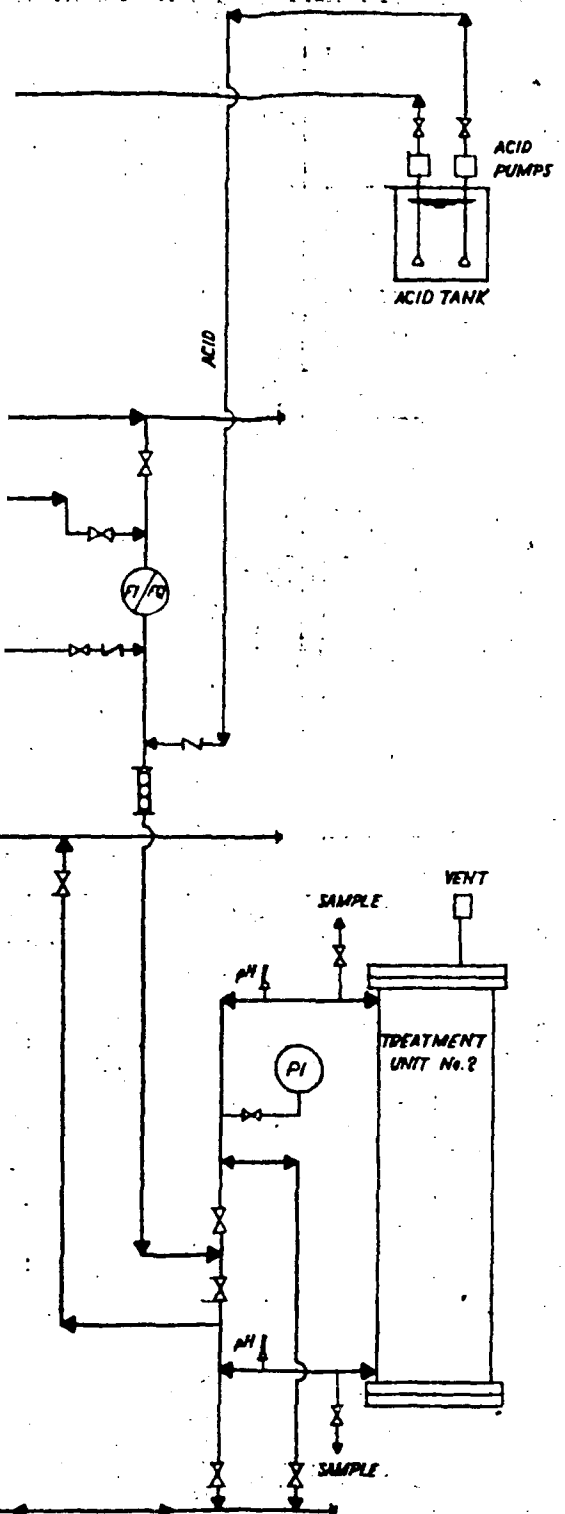 ACID
PUMPS
ACID TANK
ACID
FI/FQ
VENT
SAMPLE
pH
TREATMENT
UNIT No. 2
PI
pH
SAMPLE